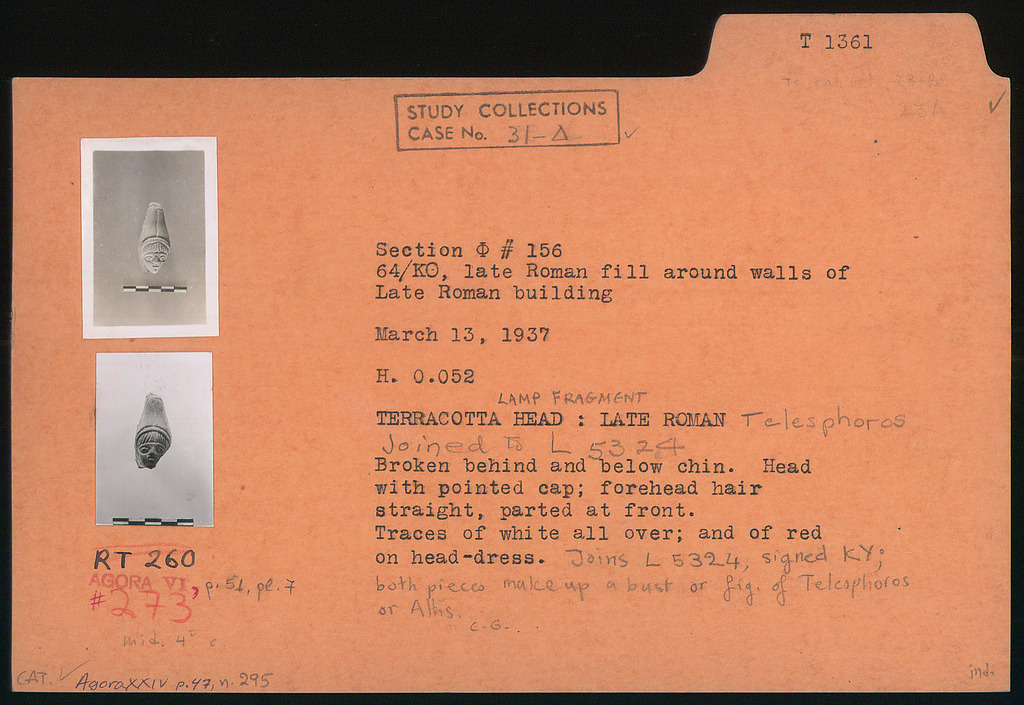 T 1361
STUDY COLLECTIONS
CASE No. 31-Δ
Section Φ # 156
64/ΚΘ, late Roman fill around walls of
Late Roman building
March 13, 1937
H. 0.052
LAMP FRAGMENT
TERRACOTTA HEAD : LATE ROMAN Telesphoros
Joined to L 5324
Broken behind and below chin. Head
with pointed cap; forehead hair
straight, parted at front.
Traces of white all over; and of red
on head-dress. Joins L 5324, signed KY;
both pieces make up a bust or fig. of Telesphoros
or Attis.
C-G-
RT 260
AGORA VI, p. 51, pl. 7
#273
mid. 4 c
CAT. Agora XXIV p.47, n. 295
ind.